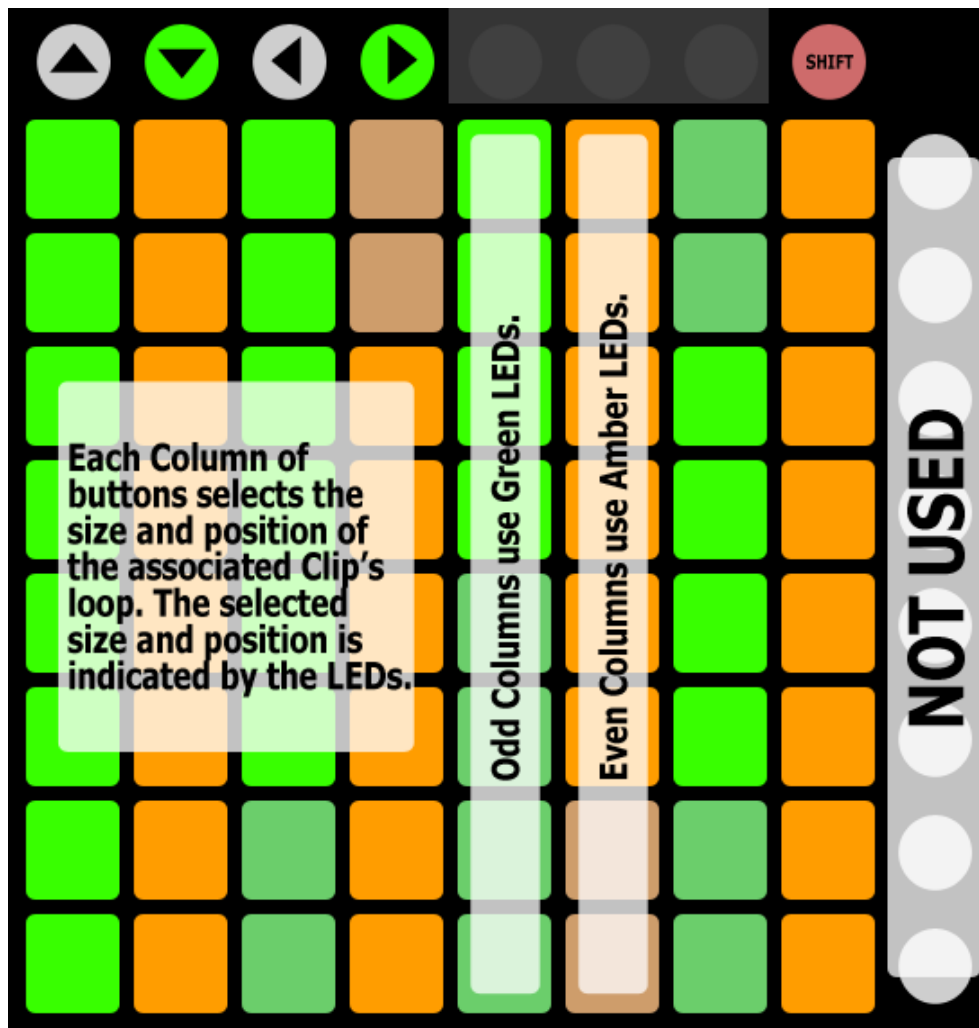 SHIFT
Each Column of
buttons selects the
size and position of
the associated Clip's
loop. The selected
size and position is
indicated by the LEDs.
Odd Columns use Green LEDs.
Even Columns use Amber LEDs.
NOT USED